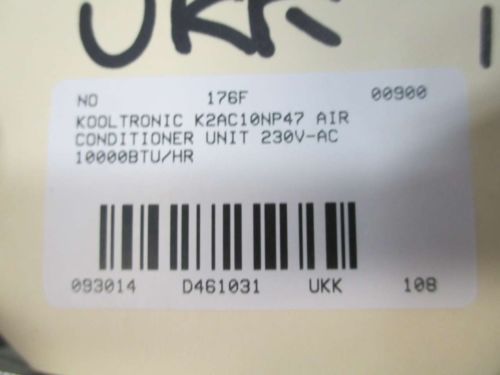 UKK
NO 176F 00900
KOOLTRONIC K2AC10NP47 AIR
CONDITIONER UNIT 230V-AC
10000BTU/HR
093014 D461031 UKK 108